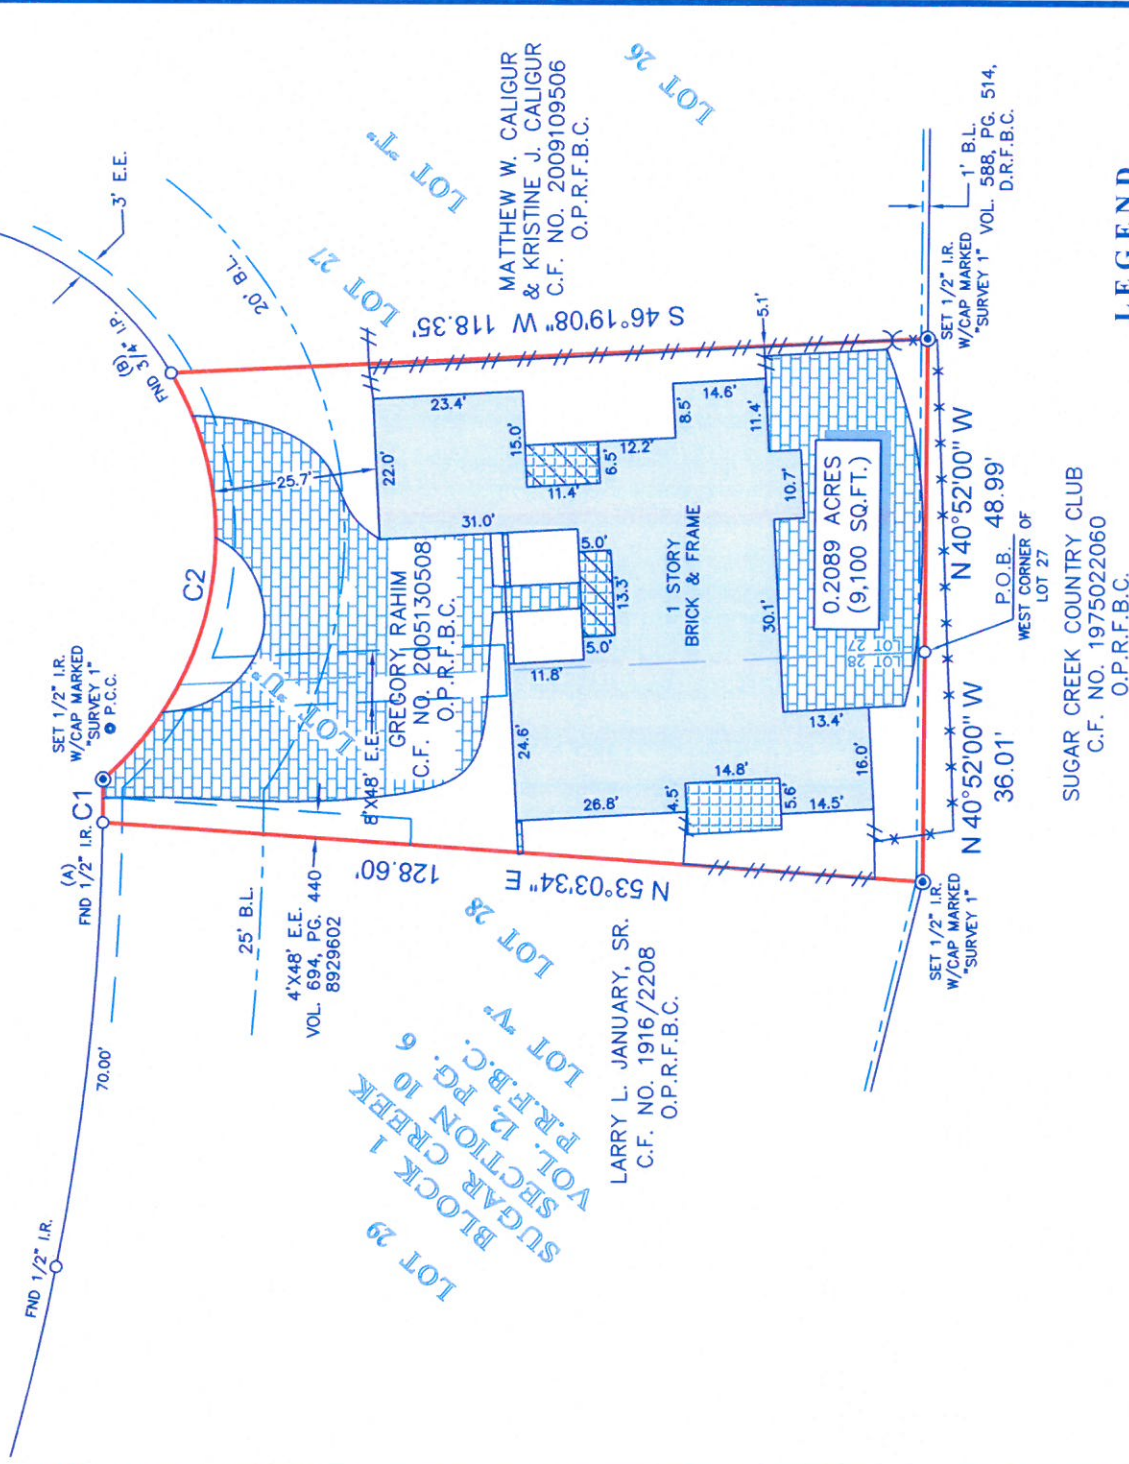 3' E.E.
FND 3/4" I.P.
(B)
20' B.L.
LOT 26
LOT "T"
LOT 27
MATTHEW W. CALIGUR
& KRISTINE J. CALIGUR
C.F. NO. 2009109506
O.P.R.F.B.C.
S 46°19'08" W 118.35'
5.1'
1' B.L.
VOL. 588, PG. 514,
D.R.F.B.C.
SET 1/2" I.R.
W/CAP MARKED
"SURVEY 1"
LEGEND
C2
25.7'
23.4'
22.0'
15.0'
11.4'
6.5'
12.2'
8.5'
14.6'
11.4'
10.7'
31.0'
5.0'
13.3'
5.0'
11.8'
30.1'
1 STORY
BRICK & FRAME
0.2089 ACRES
(9,100 SQ.FT.)
LOT 27
LOT 28
N 40°52'00" W
48.99'
P.O.B.
WEST CORNER OF
LOT 27
SUGAR CREEK COUNTRY CLUB
C.F. NO. 1975022060
O.P.R.F.B.C.
SET 1/2" I.R.
W/CAP MARKED
"SURVEY 1"
@ P.C.C.
C1
LOT "U"
GREGORY RAHIM
C.F. NO. 2005130508
O.P.R.F.B.C.
8'X48' E.E.
24.6'
26.8'
4.5'
14.8'
5.6'
14.5'
13.4'
16.0'
N 40°52'00" W
36.01'
(A)
FND 1/2" I.R.
N 53°03'34" E
128.60'
25' B.L.
4'X48' E.E.
VOL. 694, PG. 440
8929602
SET 1/2" I.R.
W/CAP MARKED
"SURVEY 1"
LOT 28
LOT "V"
LARRY L. JANUARY, SR.
C.F. NO. 1916/2208
O.P.R.F.B.C.
70.00'
FND 1/2" I.R.
LOT 29
BLOCK 1
SUGAR CREEK
SECTION 10
VOL. 12, PG. 6
P.R.F.B.C.